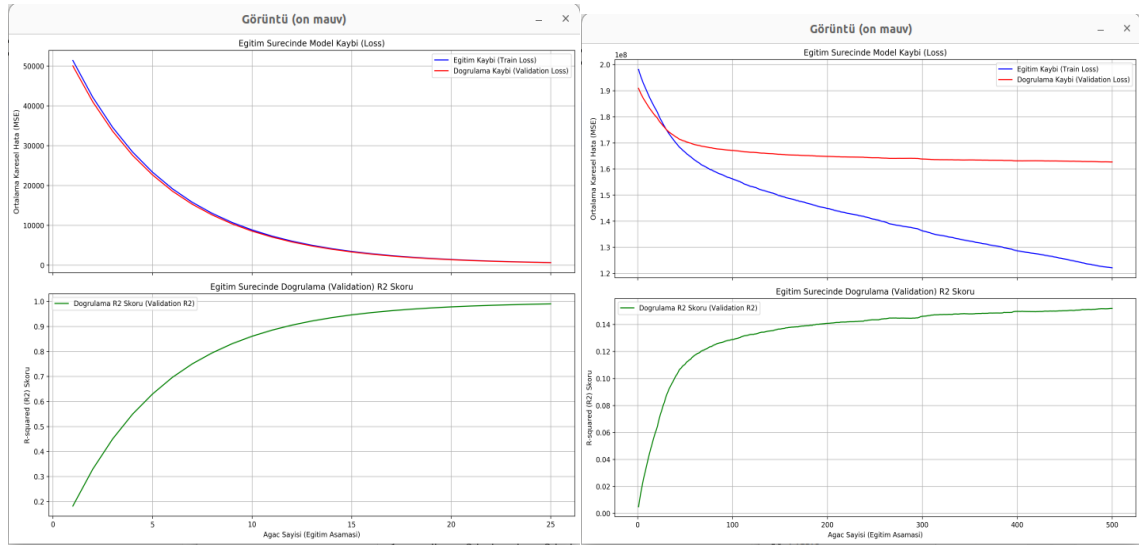 Görüntü (on mauv)
Egitim Surecinde Model Kaybi (Loss)
Egitim Kaybi (Train Loss)
Dogrulama Kaybi (Validation Loss)
Ortalama Karesel Hata (MSE)
50000
40000
30000
20000
10000
0
Egitim Surecinde Dogrulama (Validation) R2 Skoru
Dogrulama R2 Skoru (Validation R2)
R-squared (R2) Skoru
1.0
0.9
0.8
0.7
0.6
0.5
0.4
0.3
0.2
0 5 10 15 20 25
Agac Sayisi (Egitim Asamasi)
Görüntü (on mauv)
Egitim Surecinde Model Kaybi (Loss)
1e8
Egitim Kaybi (Train Loss)
Dogrulama Kaybi (Validation Loss)
Ortalama Karesel Hata (MSE)
2.0
1.9
1.8
1.7
1.6
1.5
1.4
1.3
1.2
Egitim Surecinde Dogrulama (Validation) R2 Skoru
Dogrulama R2 Skoru (Validation R2)
R-squared (R2) Skoru
0.14
0.12
0.10
0.08
0.06
0.04
0.02
0.00
0 100 200 300 400 500
Agac Sayisi (Egitim Asamasi)